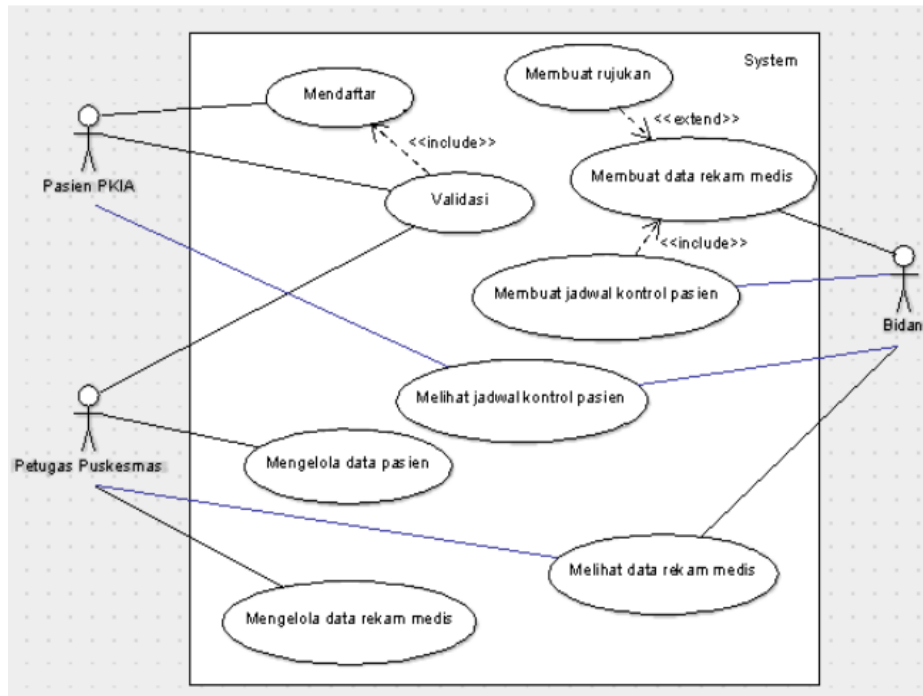 System
Membuat rujukan
Mendaftar
<<extend>>
<<include>>
Pasien PKIA
Validasi
Membuat data rekam medis
<<include>>
Membuat jadwal kontrol pasien
Bidan
Melihat jadwal kontrol pasien
Petugas Puskesmas
Mengelola data pasien
Melihat data rekam medis
Mengelola data rekam medis